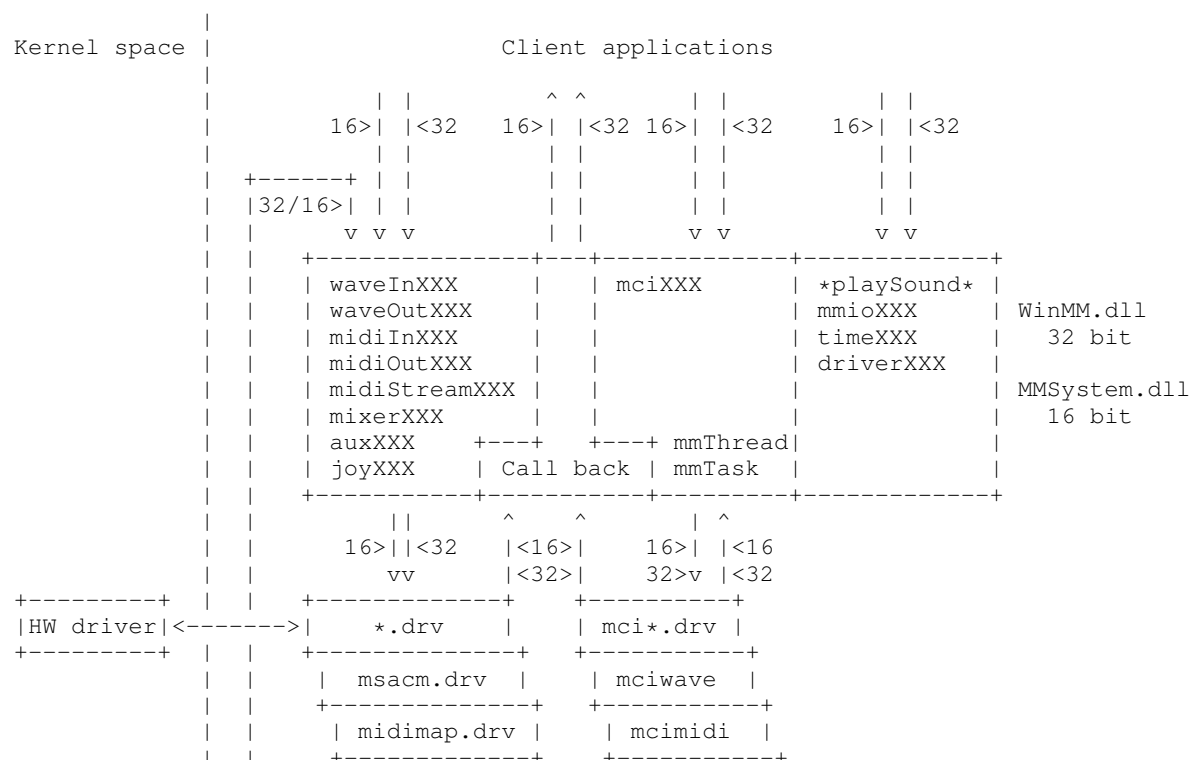 Kernel space | Client applications
16>| |<32 16>| |<32 16>| |<32 16>| |<32
|32/16>|
| waveInXXX | | mciXXX | *playSound* |
| waveOutXXX | | | mmioXXX | WinMM.dll
| midiInXXX | | | timeXXX | 32 bit
| midiOutXXX | | | driverXXX |
| midiStreamXXX | | | | MMSystem.dll
| mixerXXX | | | | 16 bit
| auxXXX +---+ +---+ mmThread|
| joyXXX | Call back | mmTask |
16>||<32 |<16>| 16>| |<16
vv |<32>| 32>v |<32
|HW driver|<------->| *.drv | | mci*.drv |
| msacm.drv | | mciwave |
| midimap.drv | | mcimidi |